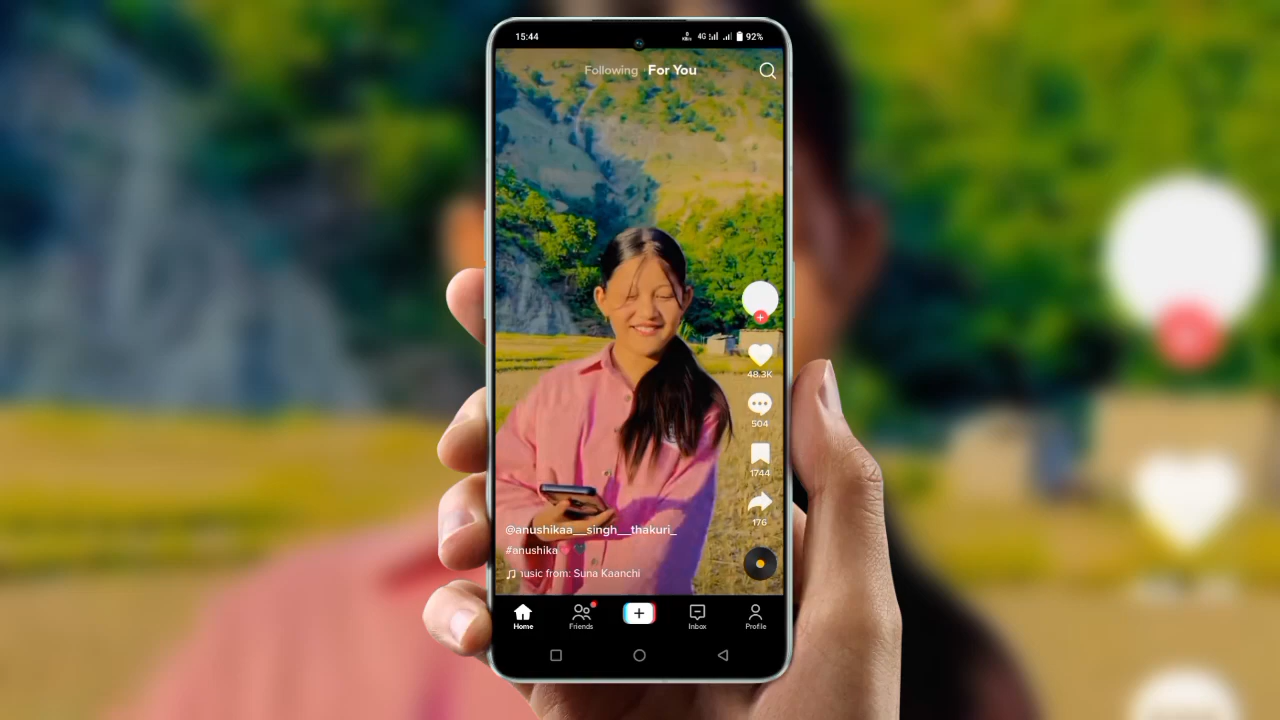 15:44
4G
92%
Following
For You
48.3K
504
1744
176
@anushikaa__singh__thakuri_
#anushika
music from: Suna Kaanchi
Home
Friends
Inbox
Profile